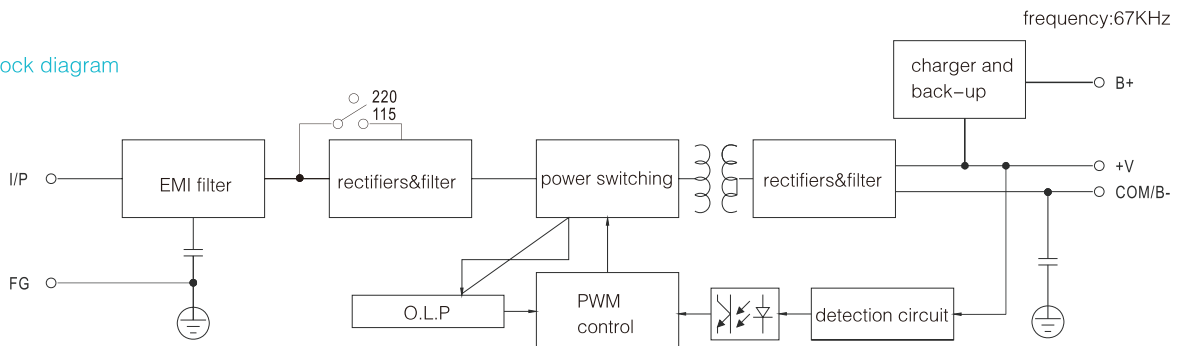 frequency:67KHz
ock diagram
charger and
back-up
B+
220
115
I/P
EMI filter
rectifiers&filter
power switching
rectifiers&filter
+V
COM/B-
FG
O.L.P
PWM
control
detection circuit